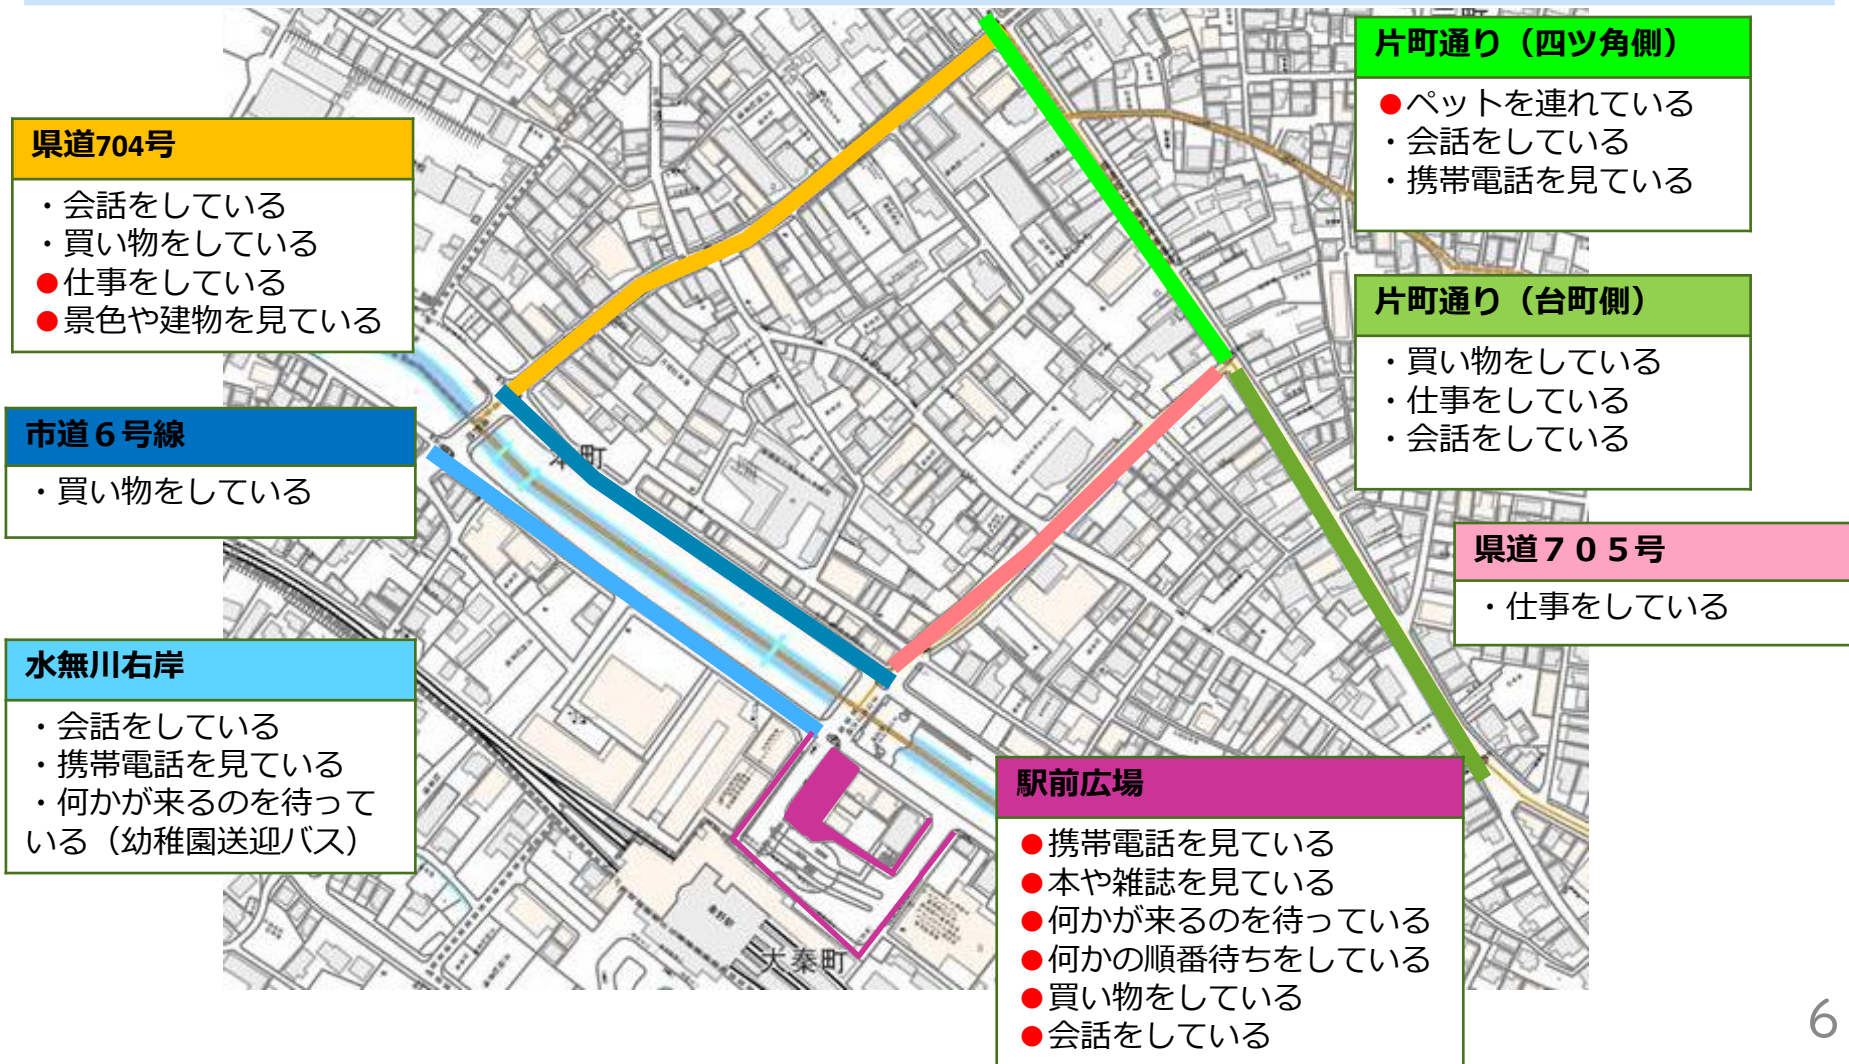 県道704号
・会話をしている
・買い物をしている
●仕事をしている
●景色や建物を見ている
市道６号線
・買い物をしている
水無川右岸
・会話をしている
・携帯電話を見ている
・何かが来るのを待って
いる（幼稚園送迎バス）
片町通り（四ツ角側）
●ペットを連れている
・会話をしている
・携帯電話を見ている
片町通り（台町側）
・買い物をしている
・仕事をしている
・会話をしている
県道７０５号
・仕事をしている
駅前広場
●携帯電話を見ている
●本や雑誌を見ている
●何かが来るのを待っている
●何かの順番待ちをしている
●買い物をしている
●会話をしている
本町
秦野駅
大秦町
6